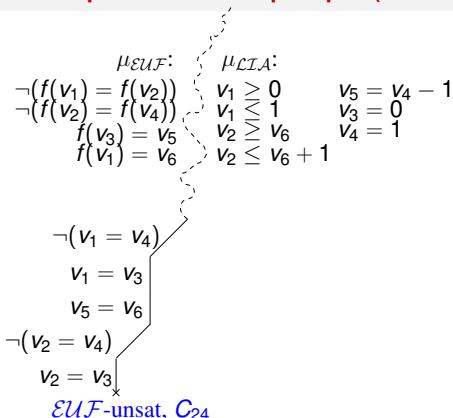 μ_EUF: μ_LIA:
¬(f(v₁) = f(v₂)) v₁ ≥ 0 v₅ = v₄ − 1
¬(f(v₂) = f(v₄)) v₁ ≤ 1 v₃ = 0
f(v₃) = v₅ v₂ ≥ v₆ v₄ = 1
f(v₁) = v₆ v₂ ≤ v₆ + 1
¬(v₁ = v₄)
v₁ = v₃
v₅ = v₆
¬(v₂ = v₄)
v₂ = v₃
EUF-unsat, C₂₄